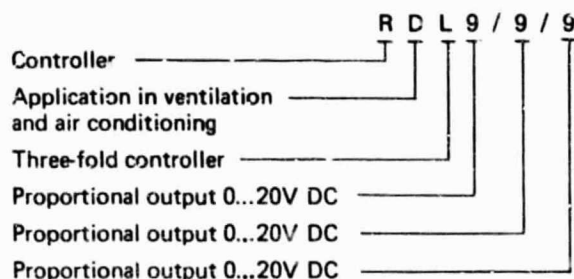 R D L 9 / 9 / 9
Controller
Application in ventilation
and air conditioning
Three-fold controller
Proportional output 0...20V DC
Proportional output 0...20V DC
Proportional output 0...20V DC